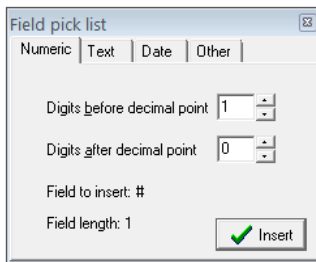 Field pick list
Numeric Text Date Other
Digits before decimal point 1
Digits after decimal point 0
Field to insert: #
Field length: 1
Insert